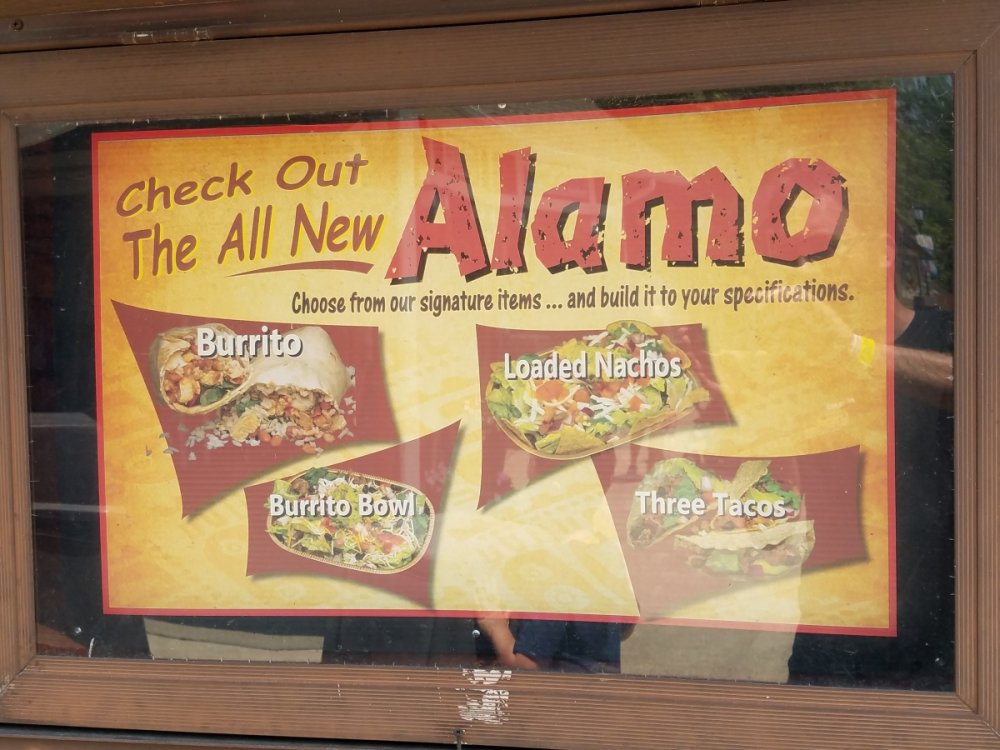 Check Out
The All New
Alamo
Choose from our signature items ... and build it to your specifications.
Burrito
Loaded Nachos
Burrito Bowl
Three Tacos